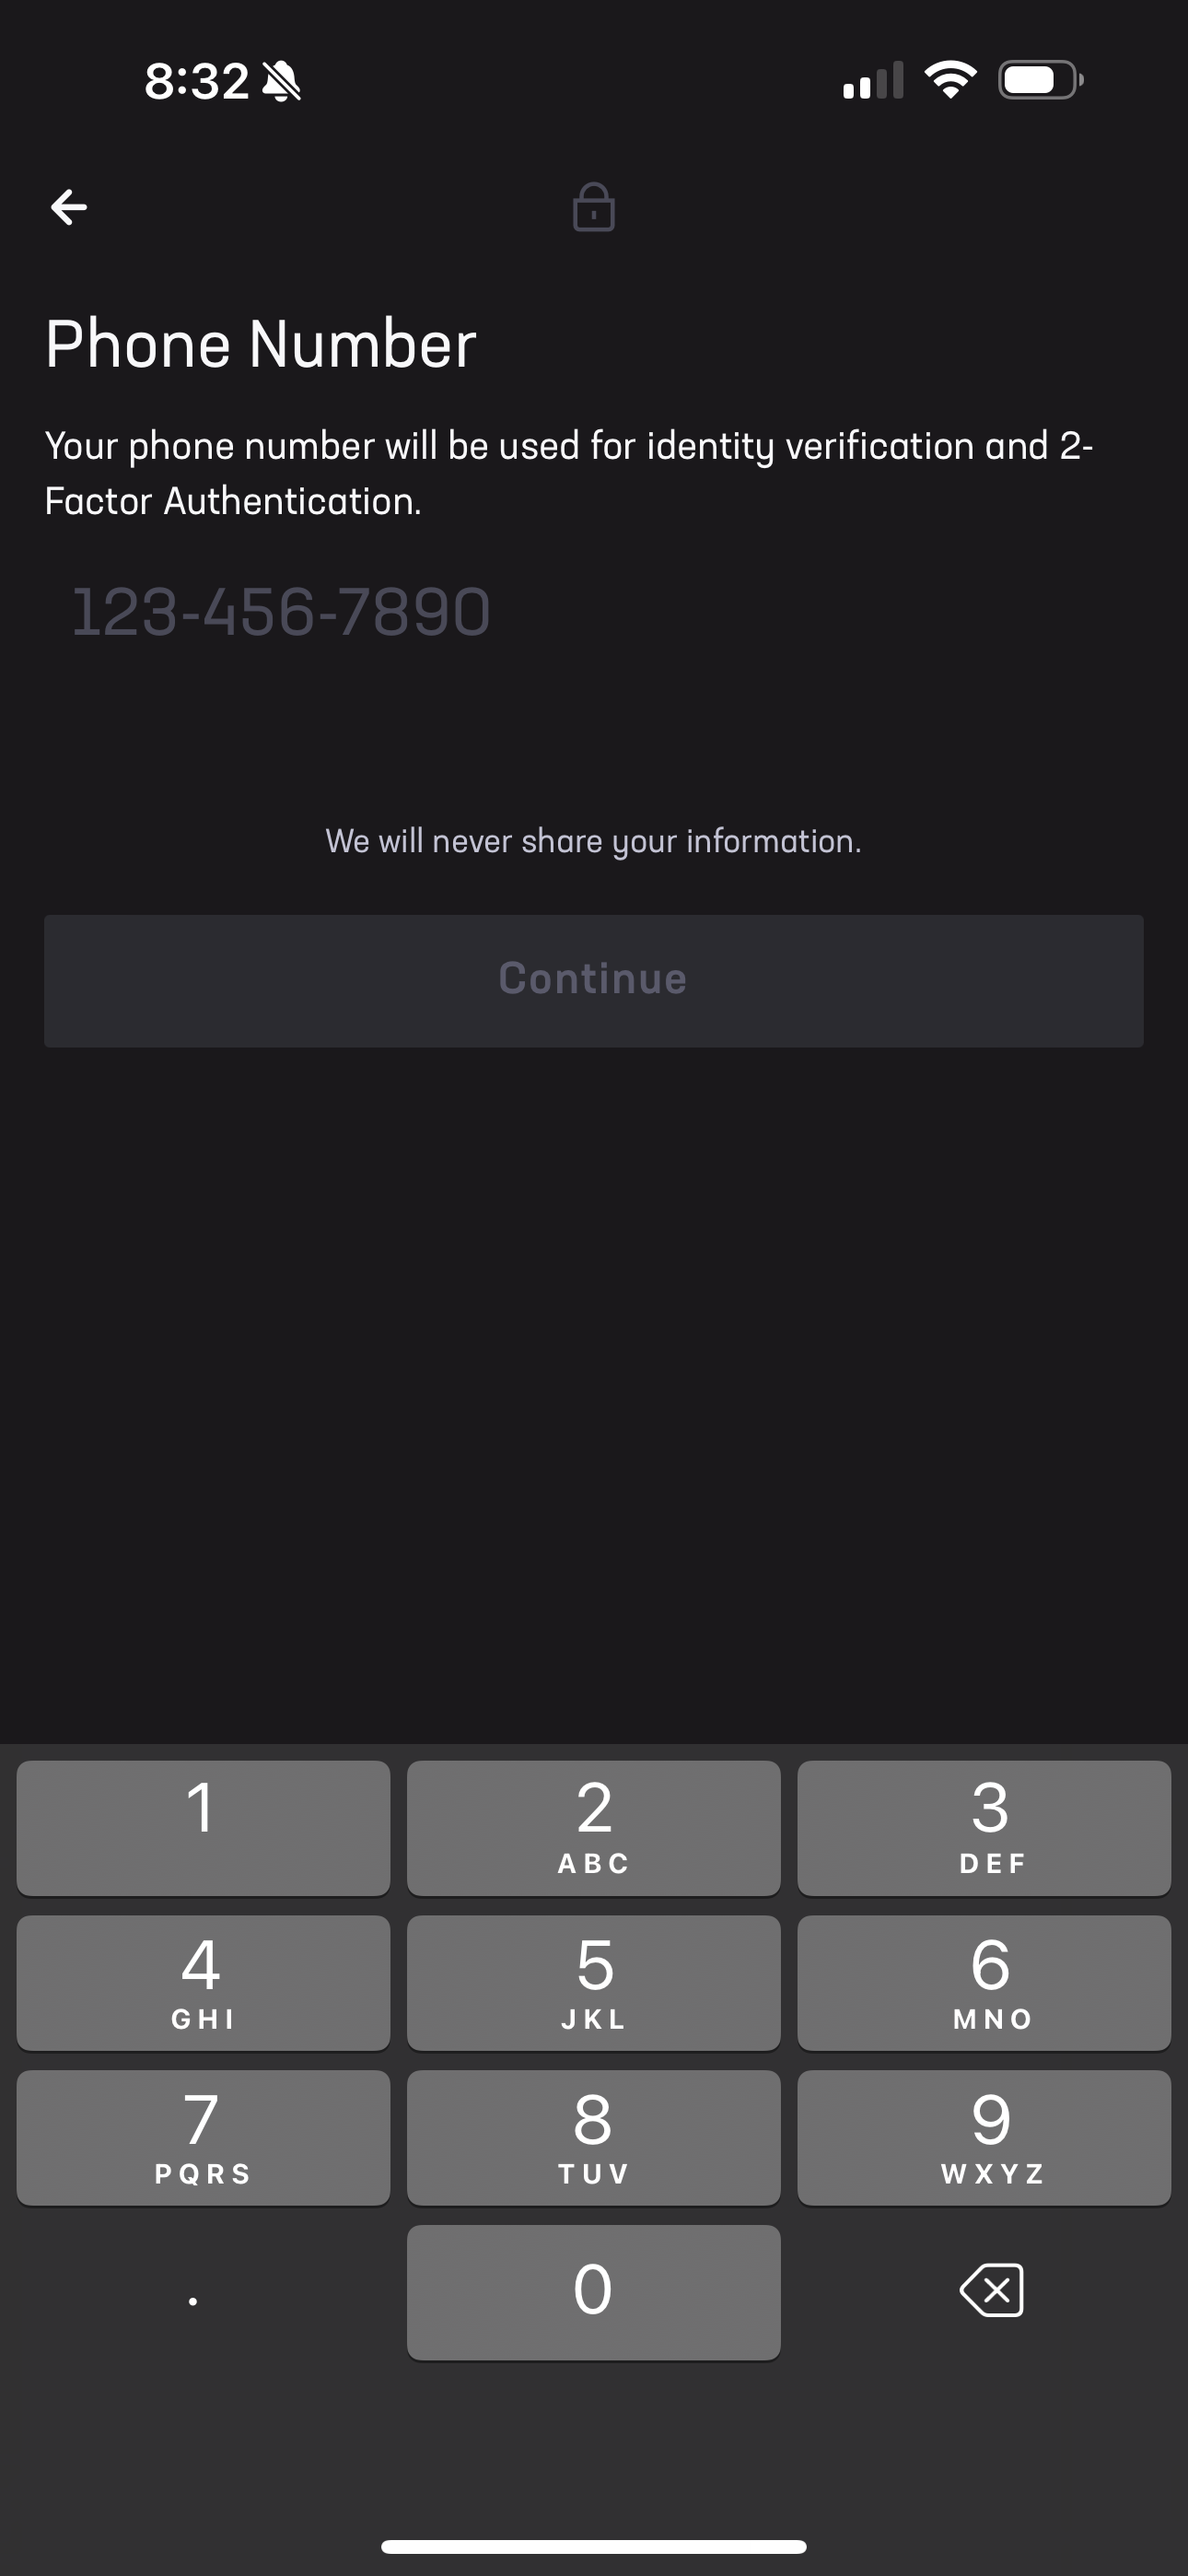 8:32
Phone Number
Your phone number will be used for identity verification and 2-
Factor Authentication.
123-456-7890
We will never share your information.
Continue
1
2
3
ABC
DEF
4
5
6
GHI
JKL
MNO
7
8
9
PQRS
TUV
WXYZ
.
0